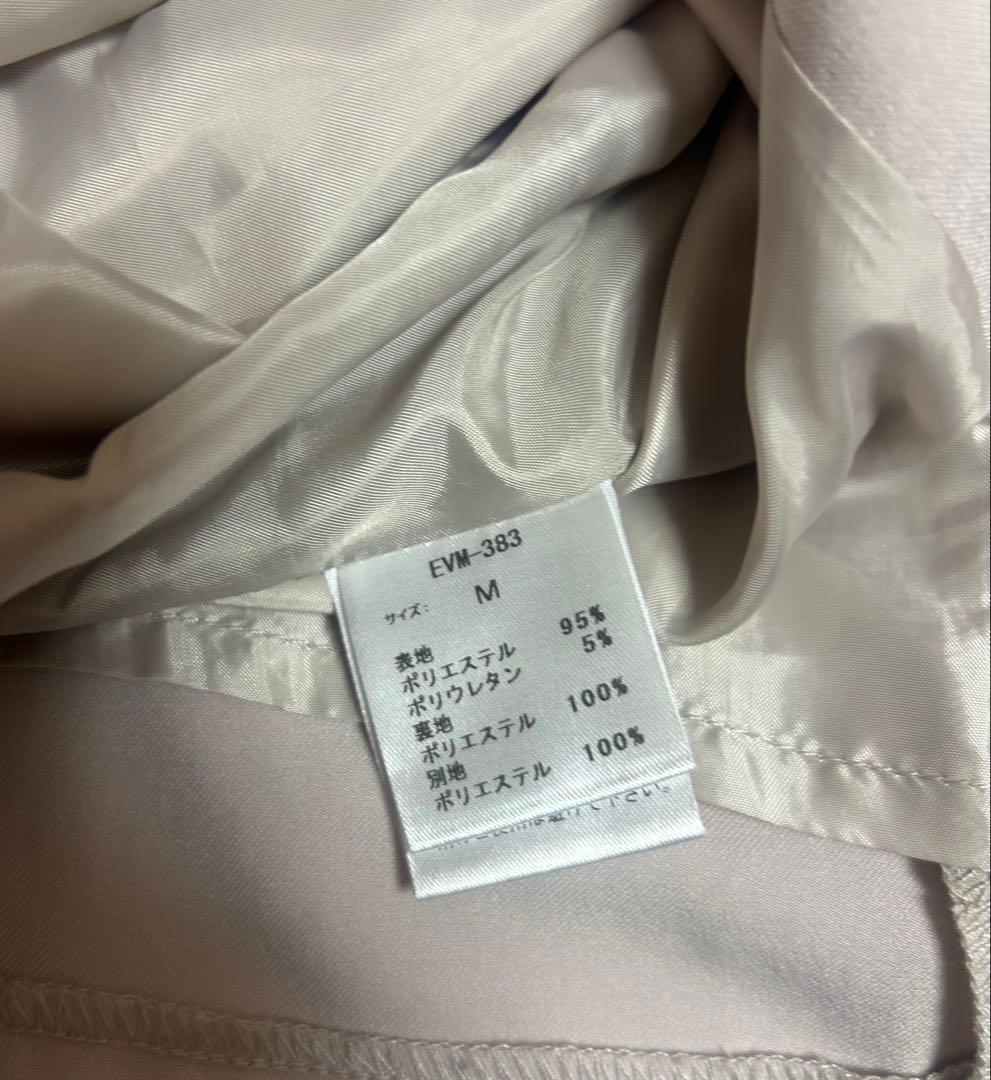 EVM-383
サイズ: M
表地
ポリエステル 95%
ポリウレタン 5%
裏地
ポリエステル 100%
別地
ポリエステル 100%